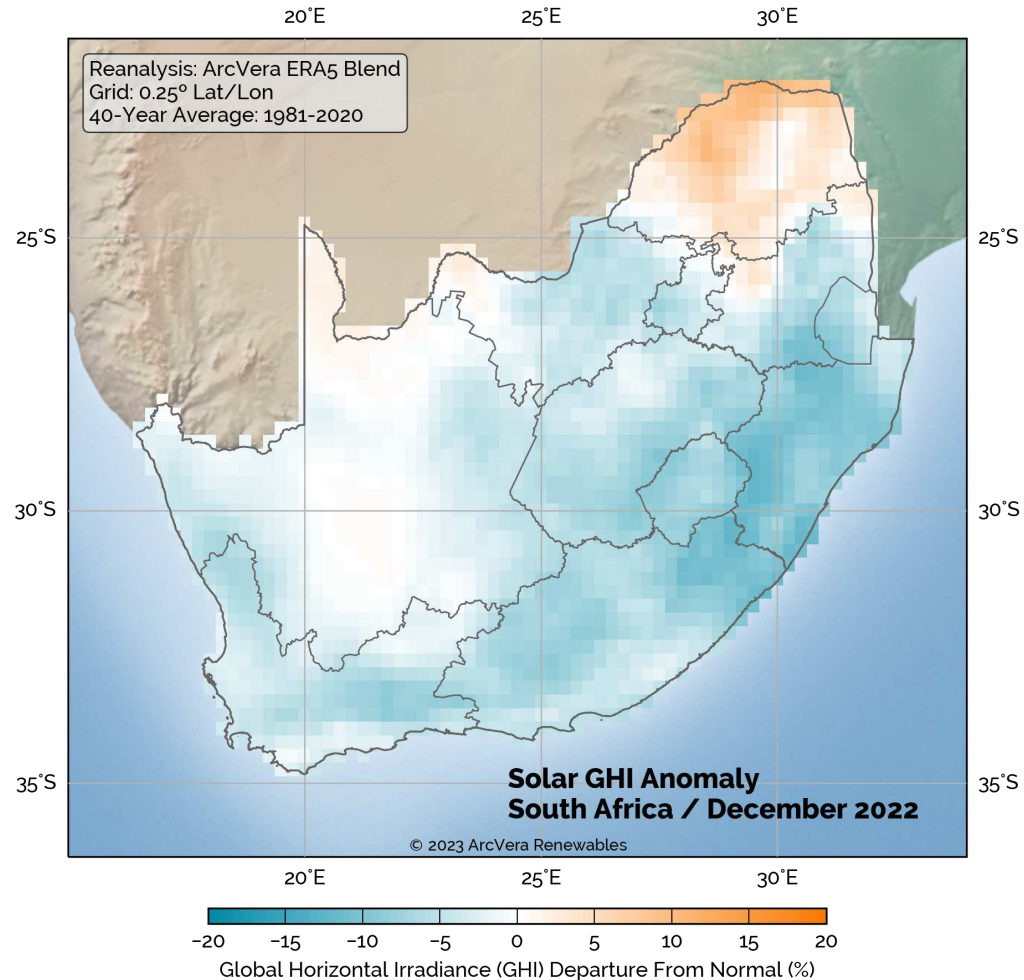 20°E 25°E 30°E
Reanalysis: ArcVera ERA5 Blend
Grid: 0.25º Lat/Lon
40-Year Average: 1981-2020
25°S 25°S
30°S 30°S
35°S 35°S
Solar GHI Anomaly
South Africa / December 2022
© 2023 ArcVera Renewables
20°E 25°E 30°E
−20 −15 −10 −5 0 5 10 15 20
Global Horizontal Irradiance (GHI) Departure From Normal (%)